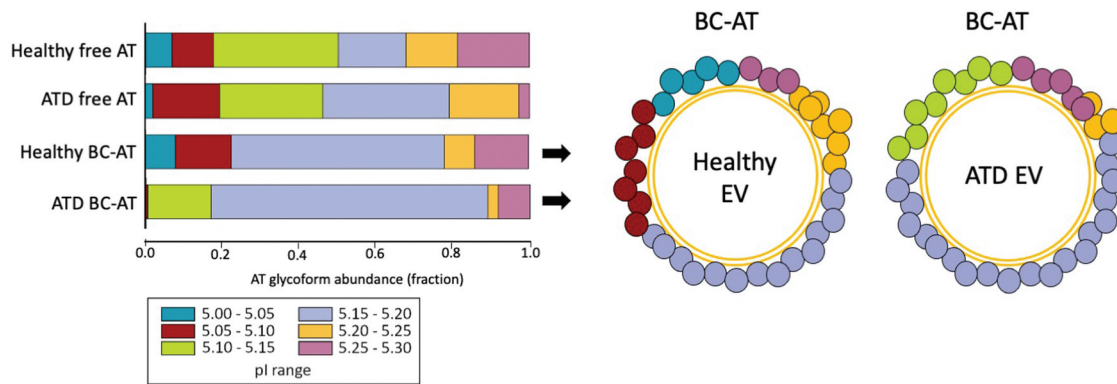 Healthy free AT
ATD free AT
Healthy BC-AT
ATD BC-AT
0.0 0.2 0.4 0.6 0.8 1.0
AT glycoform abundance (fraction)
5.00 - 5.05 5.15 - 5.20
5.05 - 5.10 5.20 - 5.25
5.10 - 5.15 5.25 - 5.30
pI range
BC-AT
Healthy
EV
BC-AT
ATD EV